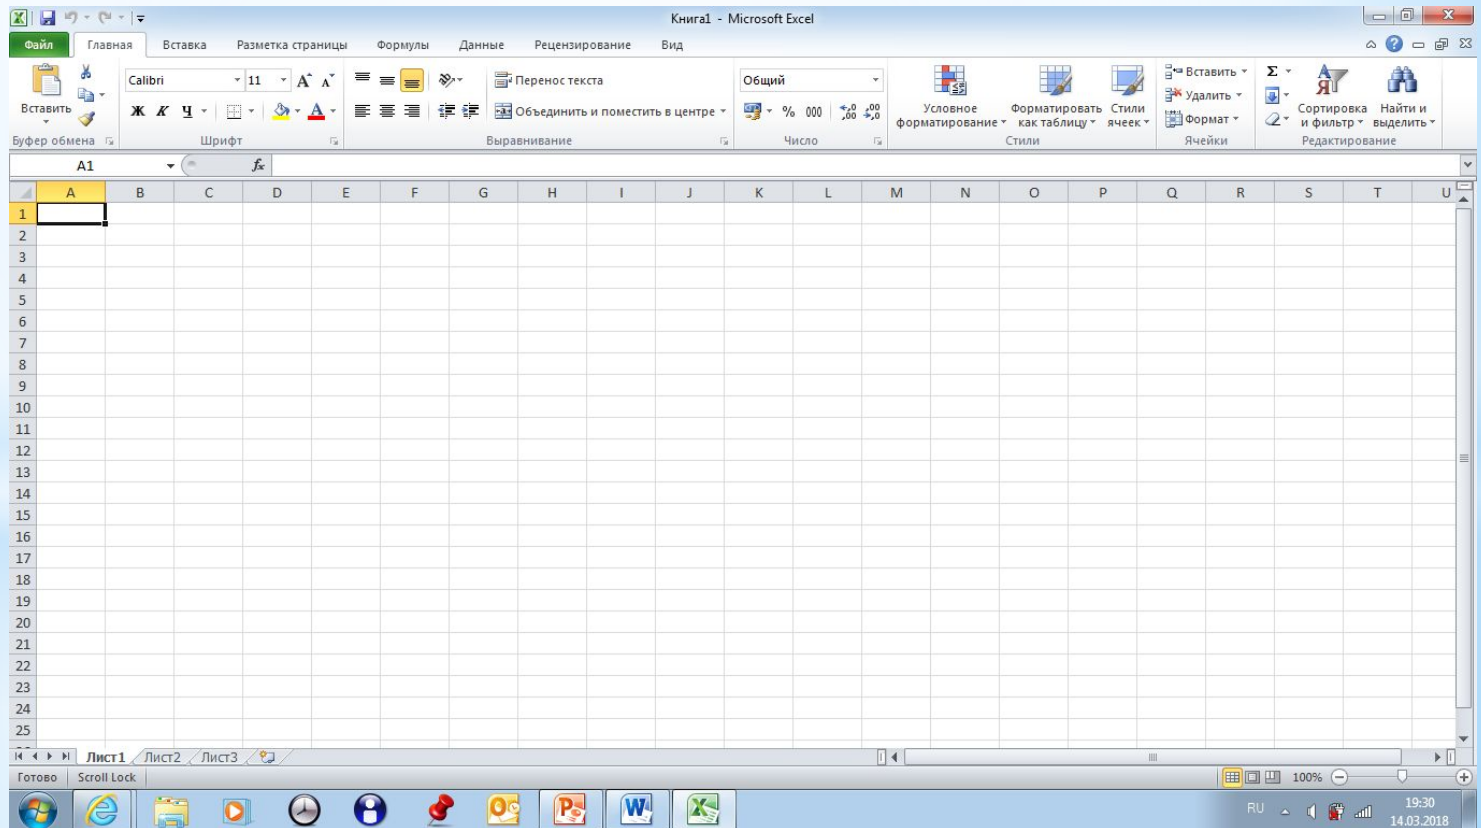 Книга1 - Microsoft Excel
Файл Главная Вставка Разметка страницы Формулы Данные Рецензирование Вид
Вставить
Буфер обмена
Calibri 11
Ж К Ч
Шрифт
Перенос текста
Объединить и поместить в центре
Выравнивание
Общий
% 000 ,00 ,00
Число
Условное форматирование
Форматировать как таблицу
Стили ячеек
Стили
Вставить
Удалить
Формат
Ячейки
Σ
Сортировка и фильтр
Найти и выделить
Редактирование
A1 fx
A B C D E F G H I J K L M N O P Q R S T U
1
2
3
4
5
6
7
8
9
10
11
12
13
14
15
16
17
18
19
20
21
22
23
24
25
Лист1 Лист2 Лист3
Готово Scroll Lock 100%
RU 19:30
14.03.2018